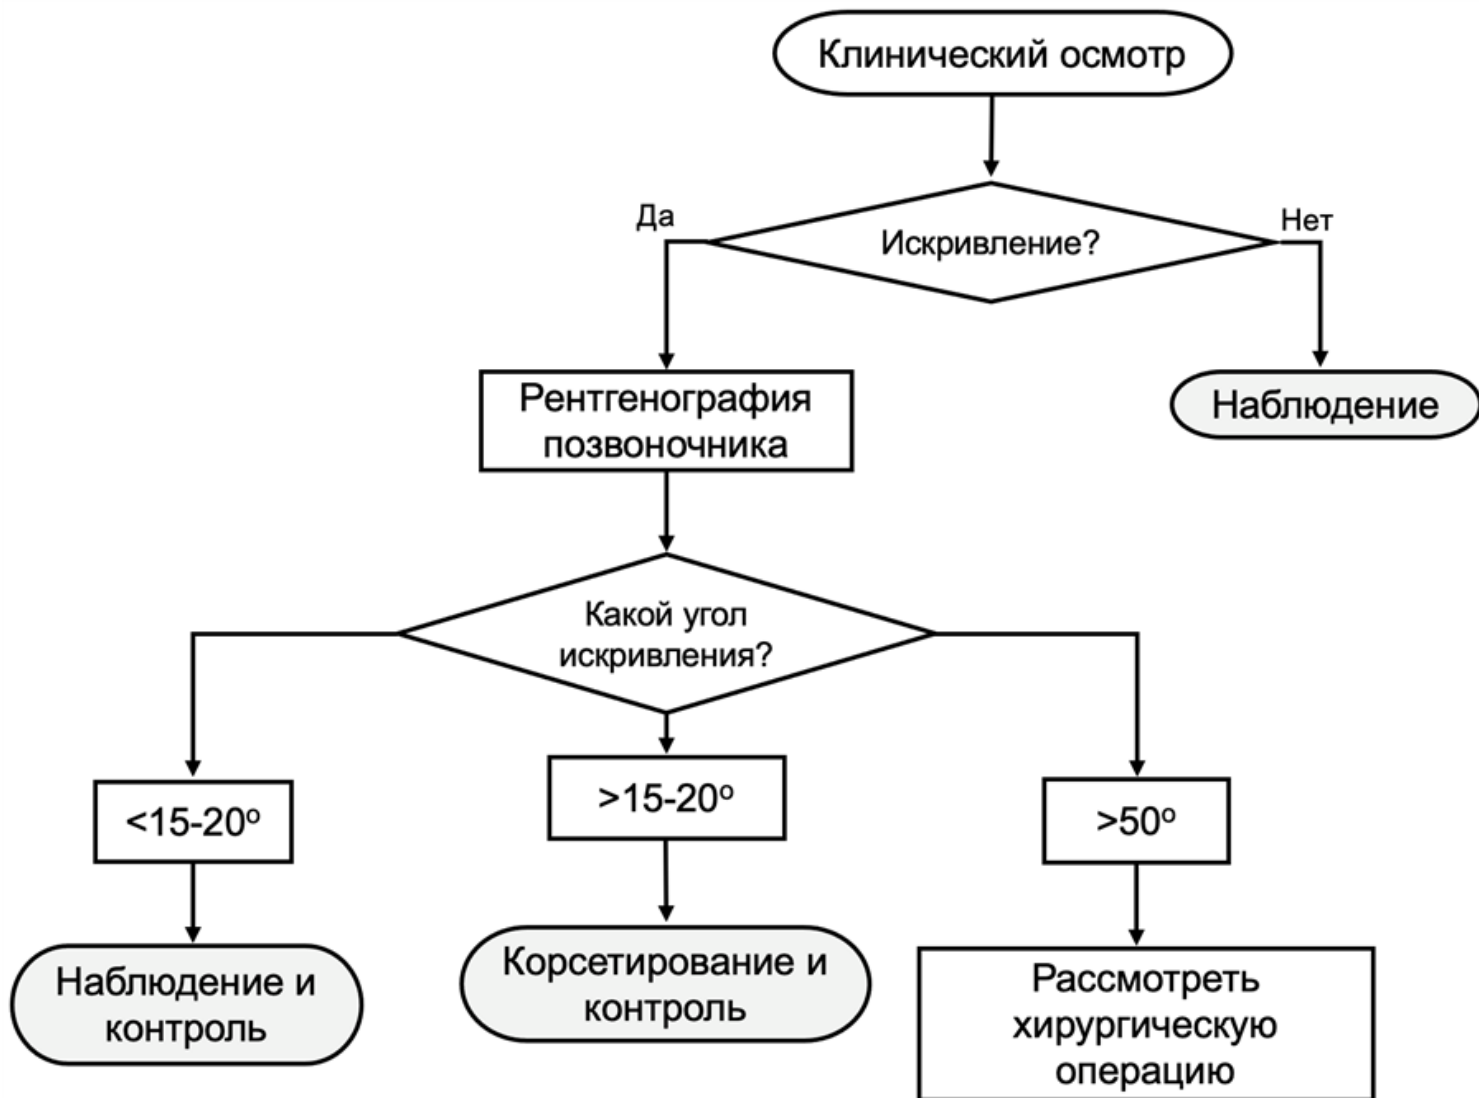 Клинический осмотр
Да
Нет
Искривление?
Рентгенография
позвоночника
Наблюдение
Какой угол
искривления?
<15-20º
>15-20º
>50º
Наблюдение и
контроль
Корсетирование и
контроль
Рассмотреть
хирургическую
операцию